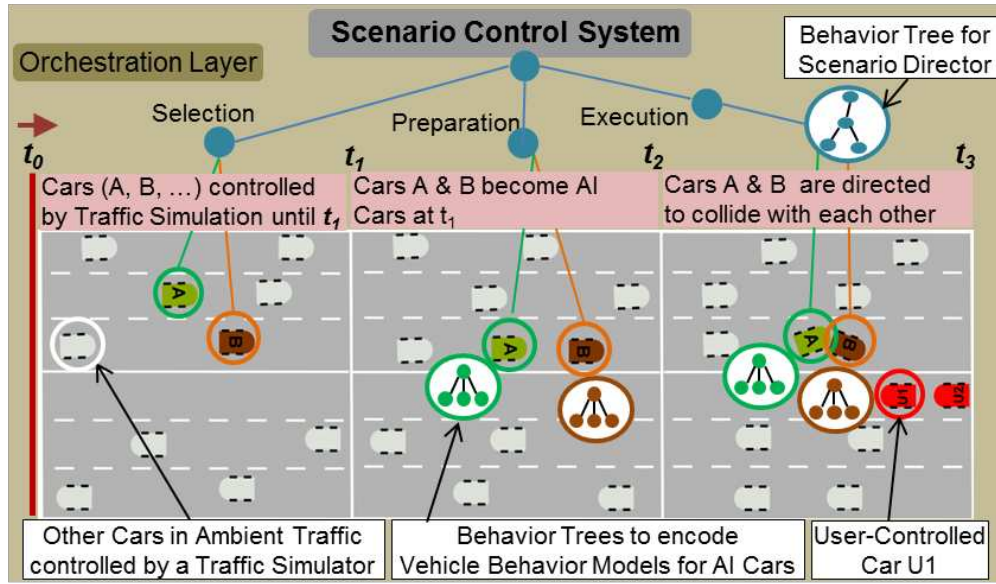 Scenario Control System
Orchestration Layer
Behavior Tree for
Scenario Director
Selection
Preparation
Execution
t0
t1
t2
t3
Cars (A, B, …) controlled
by Traffic Simulation until t1
Cars A & B become AI
Cars at t1
Cars A & B are directed
to collide with each other
A
B
A
B
A
B
U1
U2
Other Cars in Ambient Traffic
controlled by a Traffic Simulator
Behavior Trees to encode
Vehicle Behavior Models for AI Cars
User-Controlled
Car U1